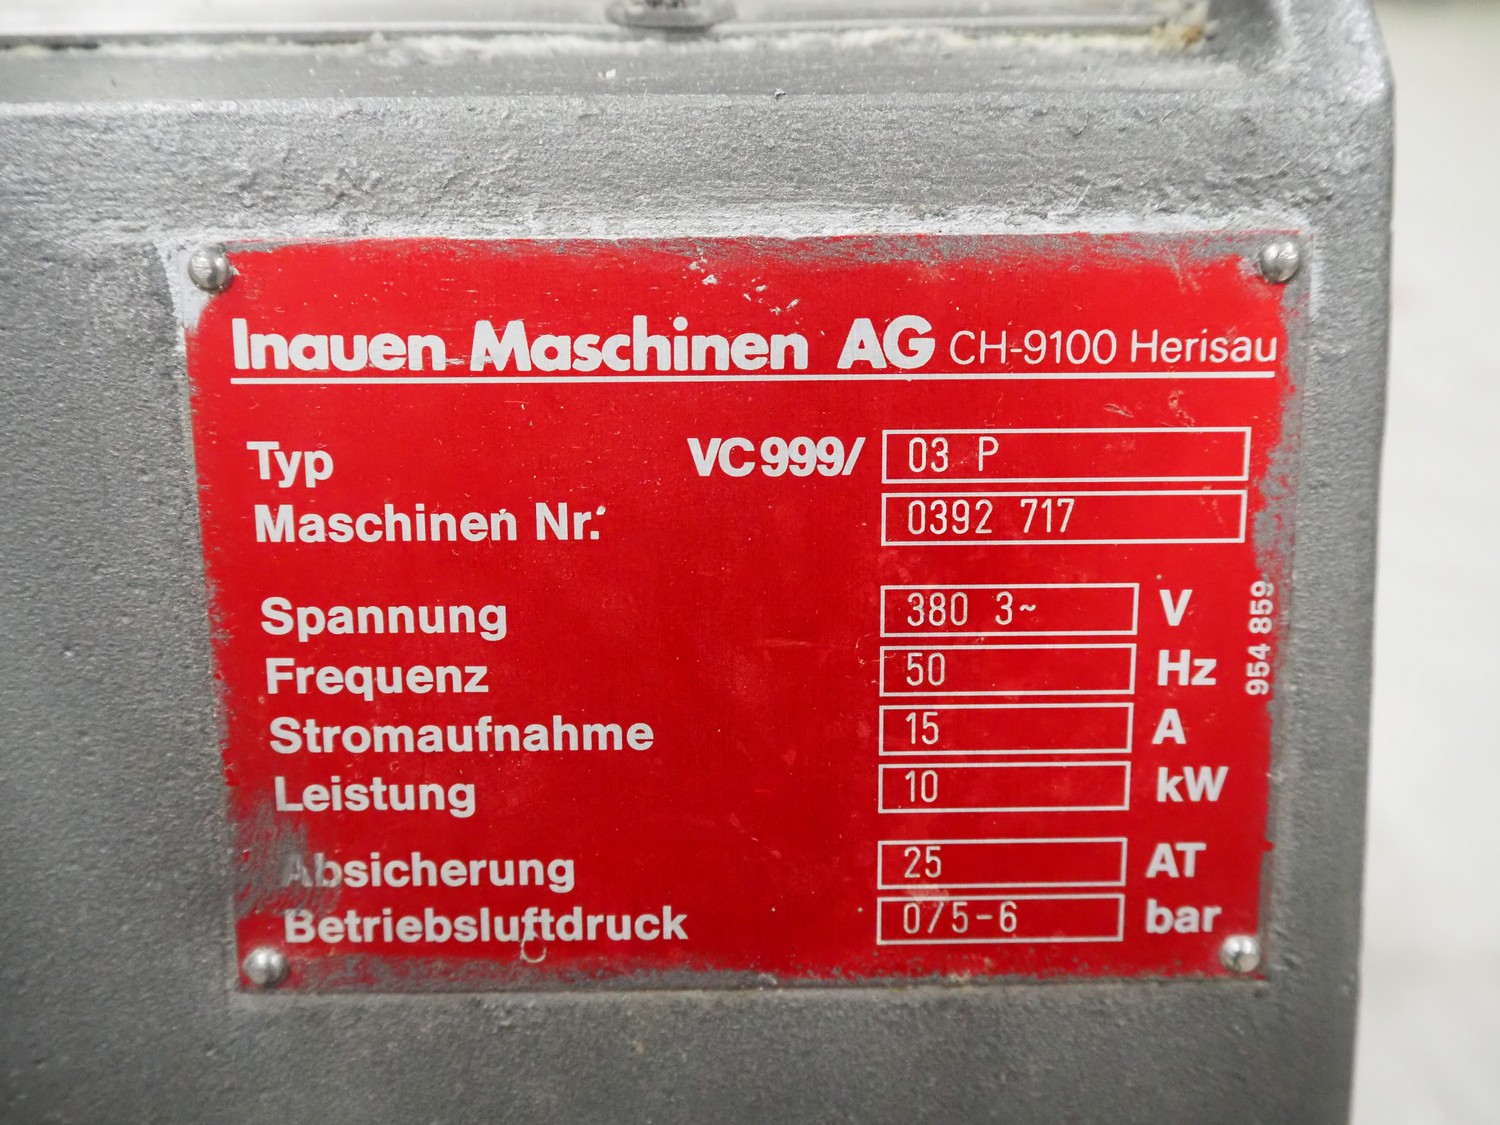 Inauen Maschinen AG CH-9100 Herisau
Typ VC999/ 03 P
Maschinen Nr. 0392 717
Spannung 380 3~ V
Frequenz 50 Hz
Stromaufnahme 15 A
Leistung 10 kW
Absicherung 25 AT
Betriebsluftdruck 0/5-6 bar
954 859